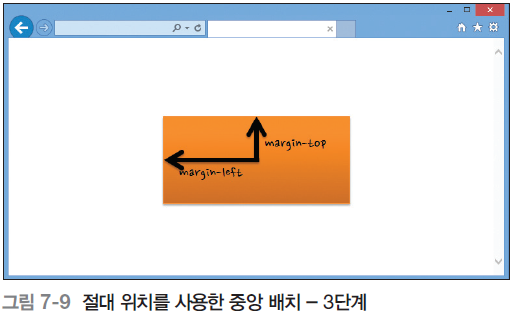 margin-top
margin-left
그림 7-9 절대 위치를 사용한 중앙 배치 – 3단계